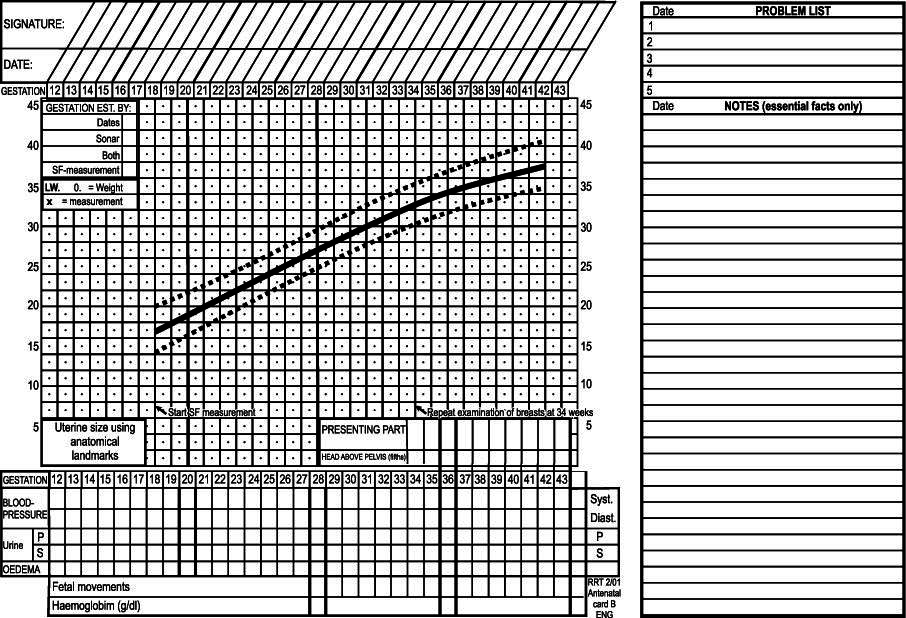 SIGNATURE:
DATE:
GESTATION 12 13 14 15 16 17 18 19 20 21 22 23 24 25 26 27 28 29 30 31 32 33 34 35 36 37 38 39 40 41 42 43
45 45
GESTATION EST. BY:
Dates
Sonar
40 40
Both
SF-measurement
35 35
LW. 0. = Weight
x = measurement
30 30
25 25
20 20
15 15
10 10
Start SF measurement
Repeat examination of breasts at 34 weeks
5 5
Uterine size using
anatomical
landmarks
PRESENTING PART
HEAD ABOVE PELVIS (fifths)
GESTATION 12 13 14 15 16 17 18 19 20 21 22 23 24 25 26 27 28 29 30 31 32 33 34 35 36 37 38 39 40 41 42 43
BLOOD-
PRESSURE
Syst.
Diast.
Urine
P P
S S
OEDEMA
Fetal movements
Haemoglobim (g/dl)
RRT 2/01
Antenatal
card B
ENG
Date PROBLEM LIST
1
2
3
4
5
Date NOTES (essential facts only)